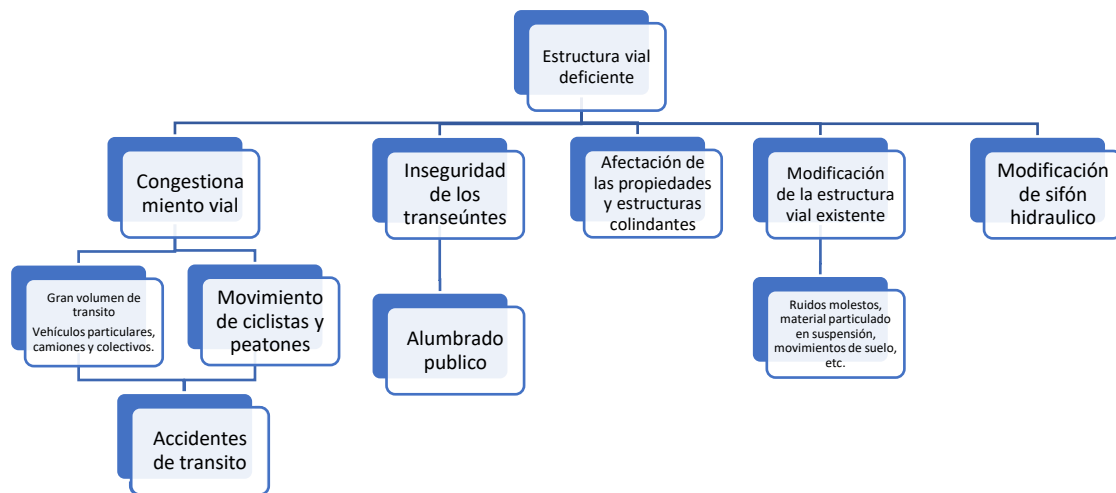 Estructura vial
deficiente
Congestiona
miento vial
Inseguridad
de los
transeúntes
Afectación de
las propiedades
y estructuras
colindantes
Modificación
de la estructura
vial existente
Modificación
de sifón
hidraulico
Gran volumen de
transito
Vehículos particulares,
camiones y colectivos.
Movimiento
de ciclistas y
peatones
Alumbrado
publico
Ruidos molestos,
material particulado
en suspensión,
movimientos de suelo,
etc.
Accidentes
de transito